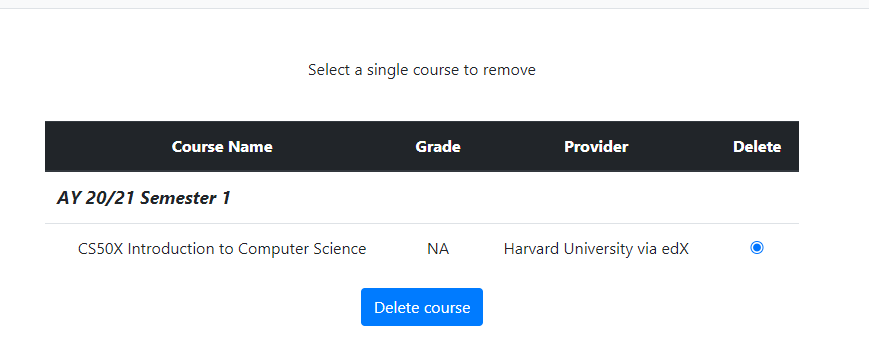 Select a single course to remove
Course Name Grade Provider Delete
AY 20/21 Semester 1
CS50X Introduction to Computer Science NA Harvard University via edX
Delete course